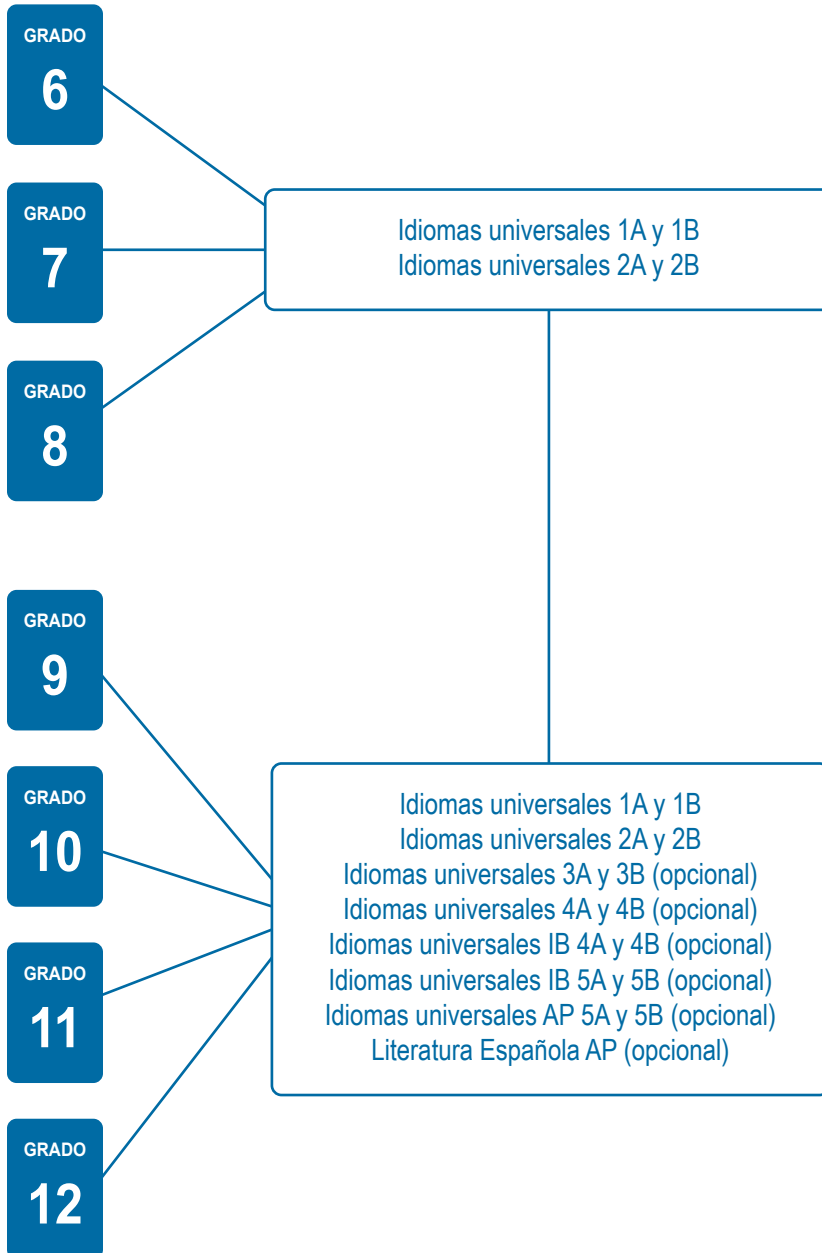 GRADO
6
GRADO
7
GRADO
8
Idiomas universales 1A y 1B
Idiomas universales 2A y 2B
GRADO
9
GRADO
10
GRADO
11
GRADO
12
Idiomas universales 1A y 1B
Idiomas universales 2A y 2B
Idiomas universales 3A y 3B (opcional)
Idiomas universales 4A y 4B (opcional)
Idiomas universales IB 4A y 4B (opcional)
Idiomas universales IB 5A y 5B (opcional)
Idiomas universales AP 5A y 5B (opcional)
Literatura Española AP (opcional)